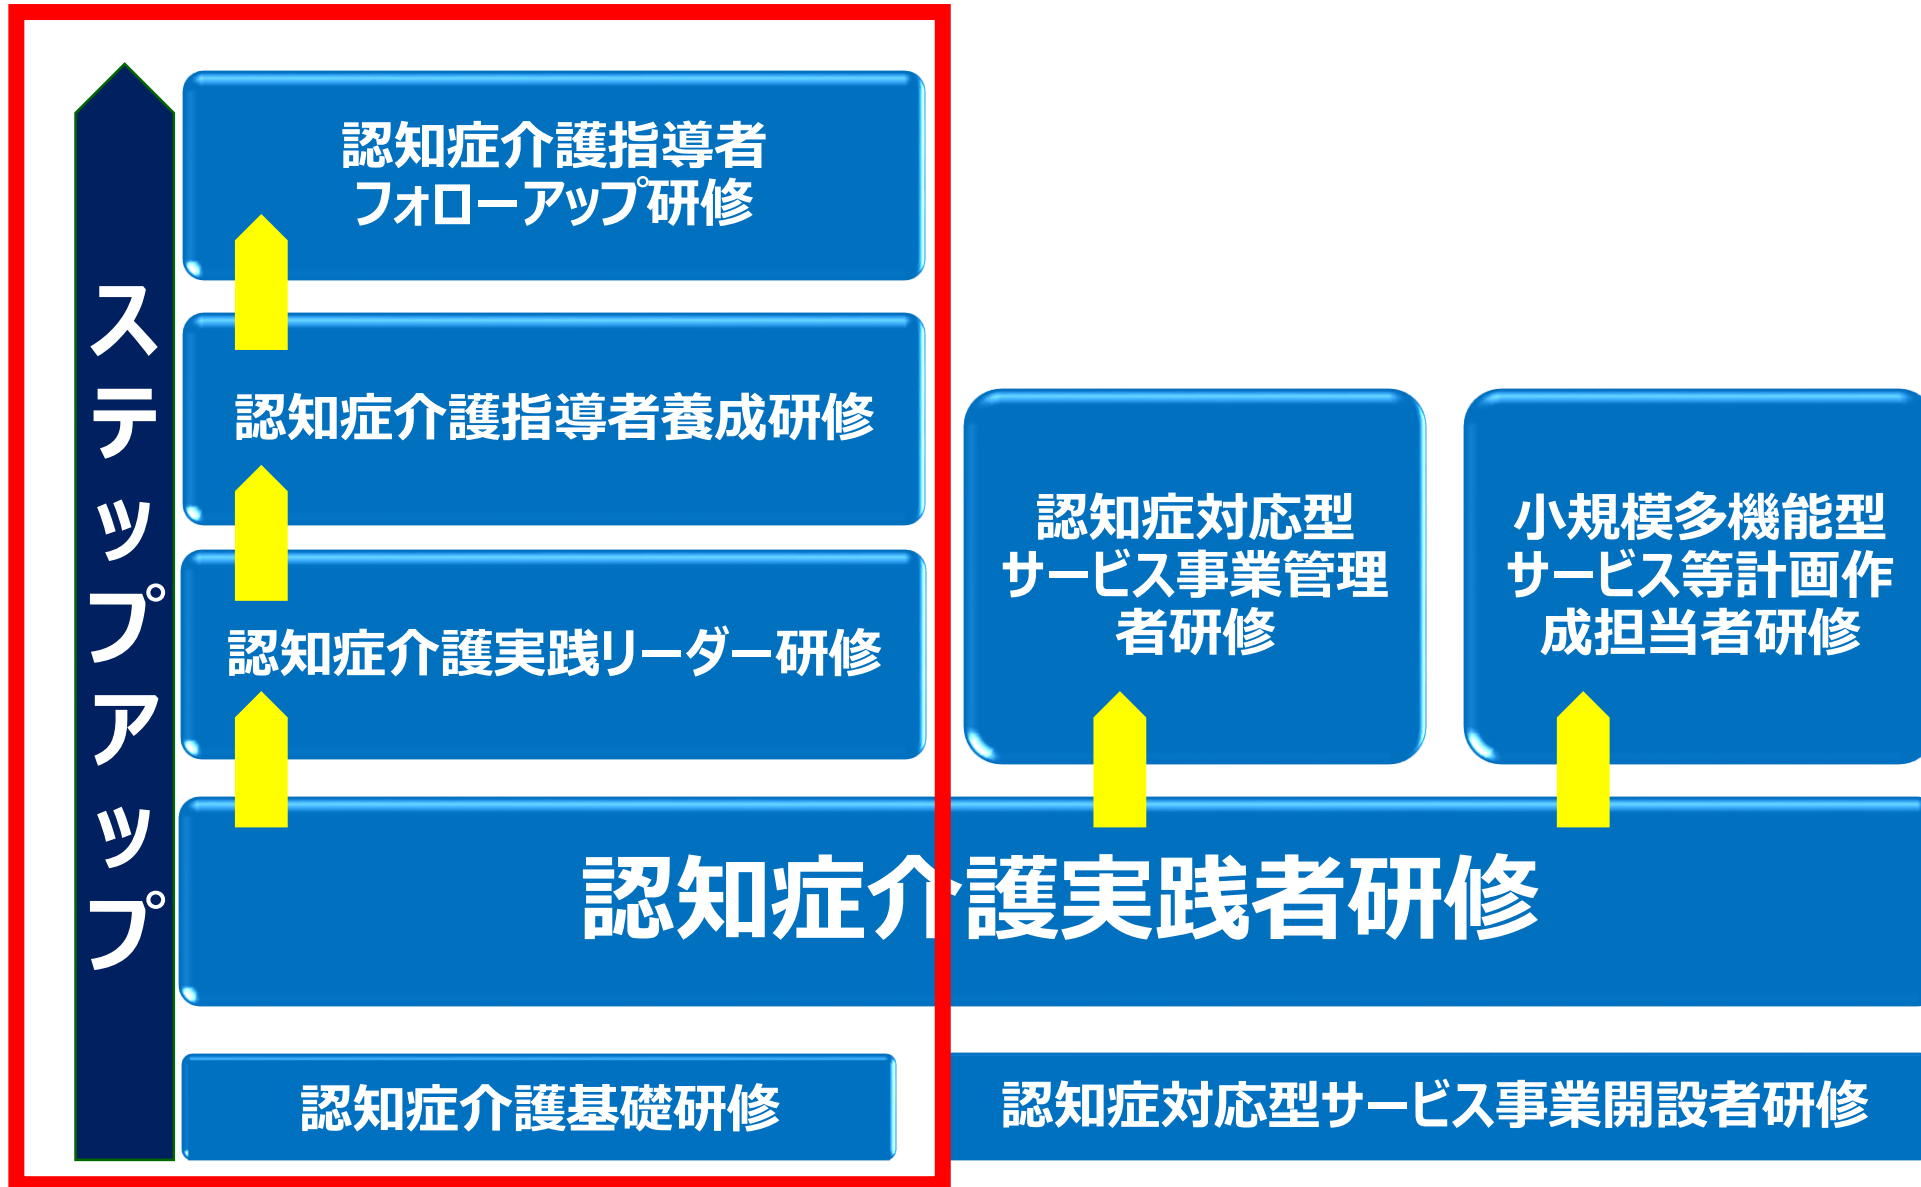 ステップアップ
認知症介護指導者
フォローアップ研修
認知症介護指導者養成研修
認知症介護実践リーダー研修
認知症対応型
サービス事業管理
者研修
小規模多機能型
サービス等計画作
成担当者研修
認知症介護実践者研修
認知症介護基礎研修
認知症対応型サービス事業開設者研修